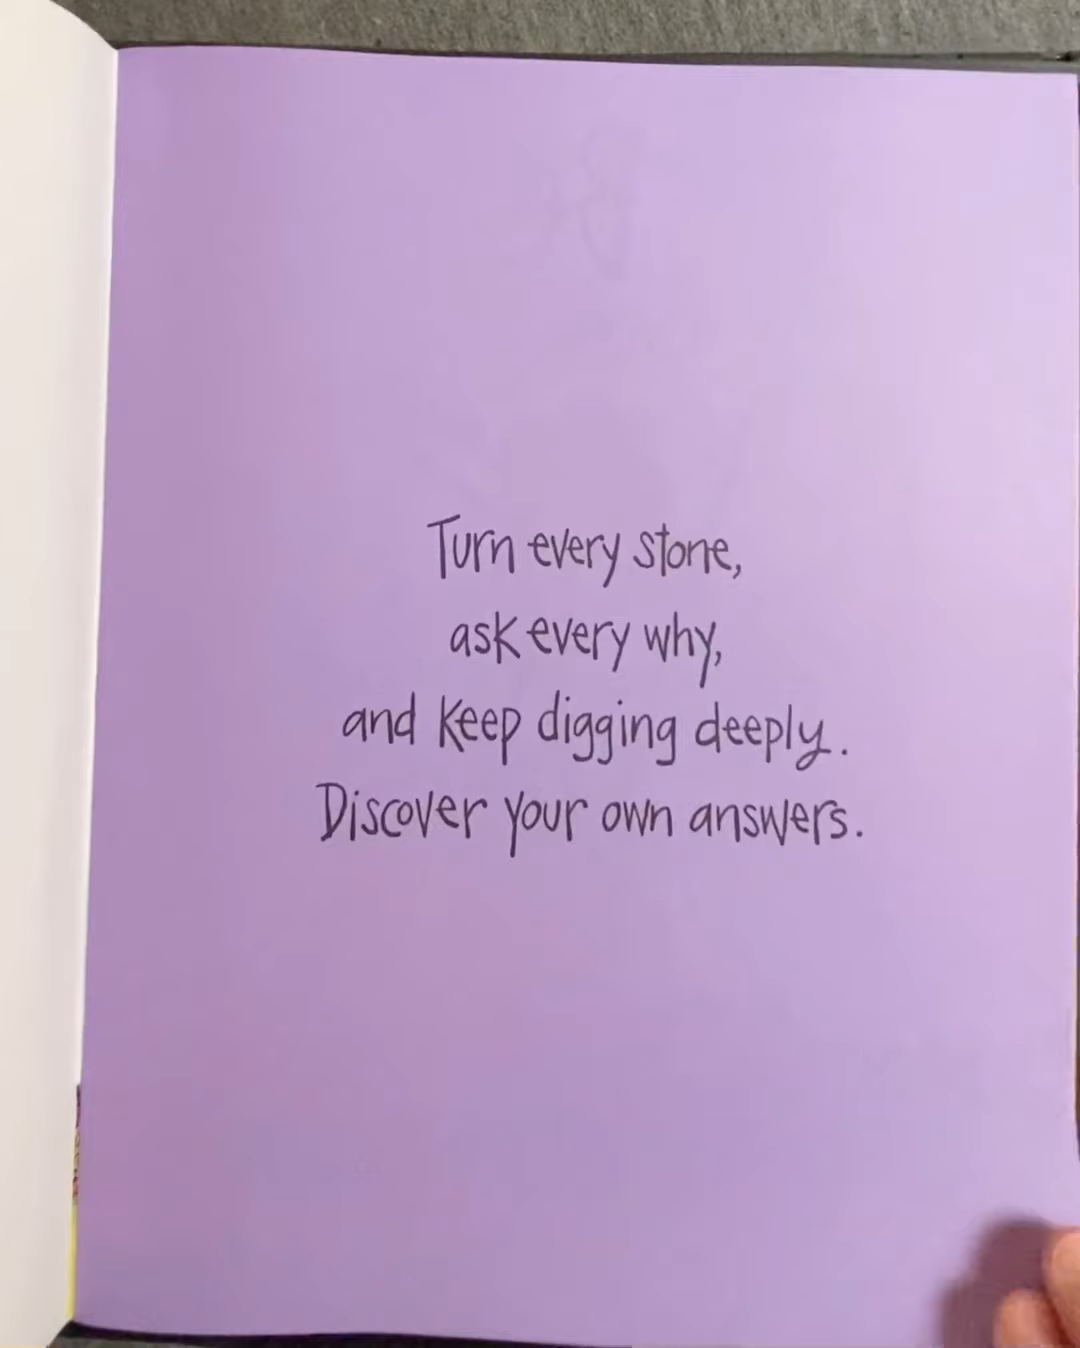 Turn every stone,
ask every why,
and keep digging deeply.
Discover your own answers.